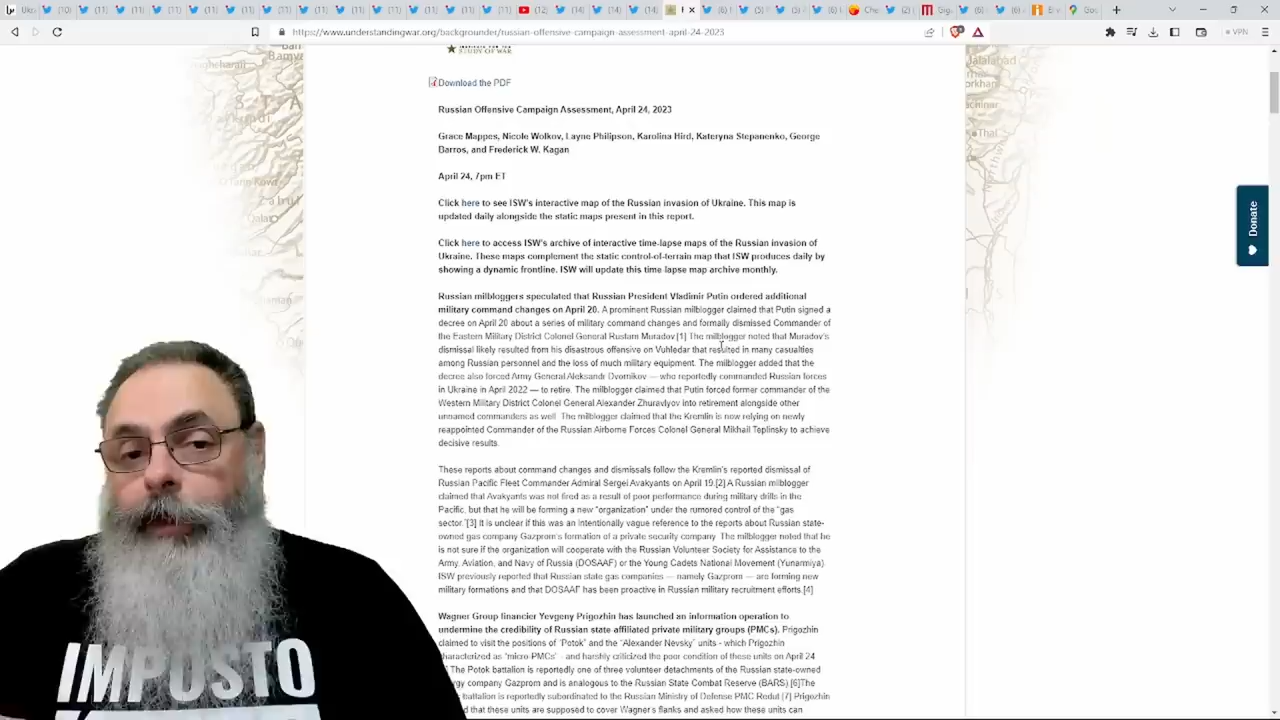 (10)
(11)
(11)
(11)
(11)
(11)
(11)
(12)
(14)
(14)
(14)
(6)
(5)
(6)
(2)
(6)
VPN
https://www.understandingwar.org/backgrounder/russian-offensive-campaign-assessment-april-24-2023
STUDY OF WAR
Download the PDF
Russian Offensive Campaign Assessment, April 24, 2023
Grace Mappes, Nicole Wolkov, Layne Philipson, Karolina Hird, Kateryna Stepanenko, George
Barros, and Frederick W. Kagan
April 24, 7pm ET
Click here to see ISW's interactive map of the Russian invasion of Ukraine. This map is
updated daily alongside the static maps present in this report.
Click here to access ISW's archive of interactive time-lapse maps of the Russian invasion of
Ukraine. These maps complement the static control-of-terrain map that ISW produces daily by
showing a dynamic frontline. ISW will update this time-lapse map archive monthly.
Russian milbloggers speculated that Russian President Vladimir Putin ordered additional
military command changes on April 20. A prominent Russian milblogger claimed that Putin signed a
decree on April 20 about a series of military command changes and formally dismissed Commander of
the Eastern Military District Colonel General Rustam Muradov.[1] The milblogger noted that Muradov's
dismissal likely resulted from his disastrous offensive on Vuhledar that resulted in many casualties
among Russian personnel and the loss of much military equipment. The milblogger added that the
decree also forced Army General Aleksandr Dvornikov — who reportedly commanded Russian forces
in Ukraine in April 2022 — to retire. The milblogger claimed that Putin forced former commander of the
Western Military District Colonel General Alexander Zhuravlyov into retirement alongside other
unnamed commanders as well. The milblogger claimed that the Kremlin is now relying on newly
reappointed Commander of the Russian Airborne Forces Colonel General Mikhail Teplinsky to achieve
decisive results.
These reports about command changes and dismissals follow the Kremlin's reported dismissal of
Russian Pacific Fleet Commander Admiral Sergei Avakyants on April 19.[2] A Russian milblogger
claimed that Avakyants was not fired as a result of poor performance during military drills in the
Pacific, but that he will be forming a new "organization" under the rumored control of the "gas
sector."[3] It is unclear if this was an intentionally vague reference to the reports about Russian state-
owned gas company Gazprom's formation of a private security company. The milblogger noted that he
is not sure if the organization will cooperate with the Russian Volunteer Society for Assistance to the
Army, Aviation, and Navy of Russia (DOSAAF) or the Young Cadets National Movement (Yunarmiya).
ISW previously reported that Russian state gas companies — namely Gazprom — are forming new
military formations and that DOSAAF has been proactive in Russian military recruitment efforts.[4]
Wagner Group financier Yevgeny Prigozhin has launched an information operation to
undermine the credibility of Russian state affiliated private military groups (PMCs). Prigozhin
claimed to visit the positions of "Potok" and the "Alexander Nevsky" units - which Prigozhin
characterized as "micro-PMCs" - and harshly criticized the poor condition of these units on April 24
The Potok battalion is reportedly one of three volunteer detachments of the Russian state-owned
company Gazprom and is analogous to the Russian State Combat Reserve (BARS).[6] The
battalion is reportedly subordinated to the Russian Ministry of Defense PMC Redut.[7] Prigozhin
that these units are supposed to cover Wagner's flanks and asked how these units can
Donate
Jalalabad
IMPOSTO